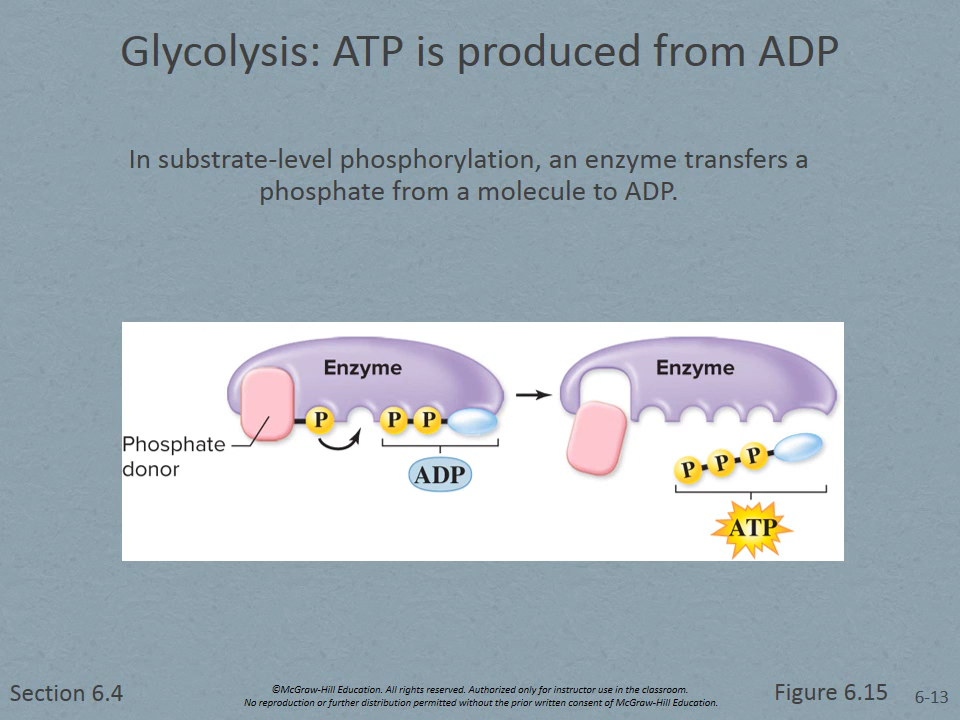 Glycolysis: ATP is produced from ADP
In substrate-level phosphorylation, an enzyme transfers a
phosphate from a molecule to ADP.
Enzyme
P
P
P
Phosphate
donor
ADP
Enzyme
P
P
P
ATP
Section 6.4
©McGraw-Hill Education. All rights reserved. Authorized only for instructor use in the classroom.
No reproduction or further distribution permitted without the prior written consent of McGraw-Hill Education.
Figure 6.15
6-13